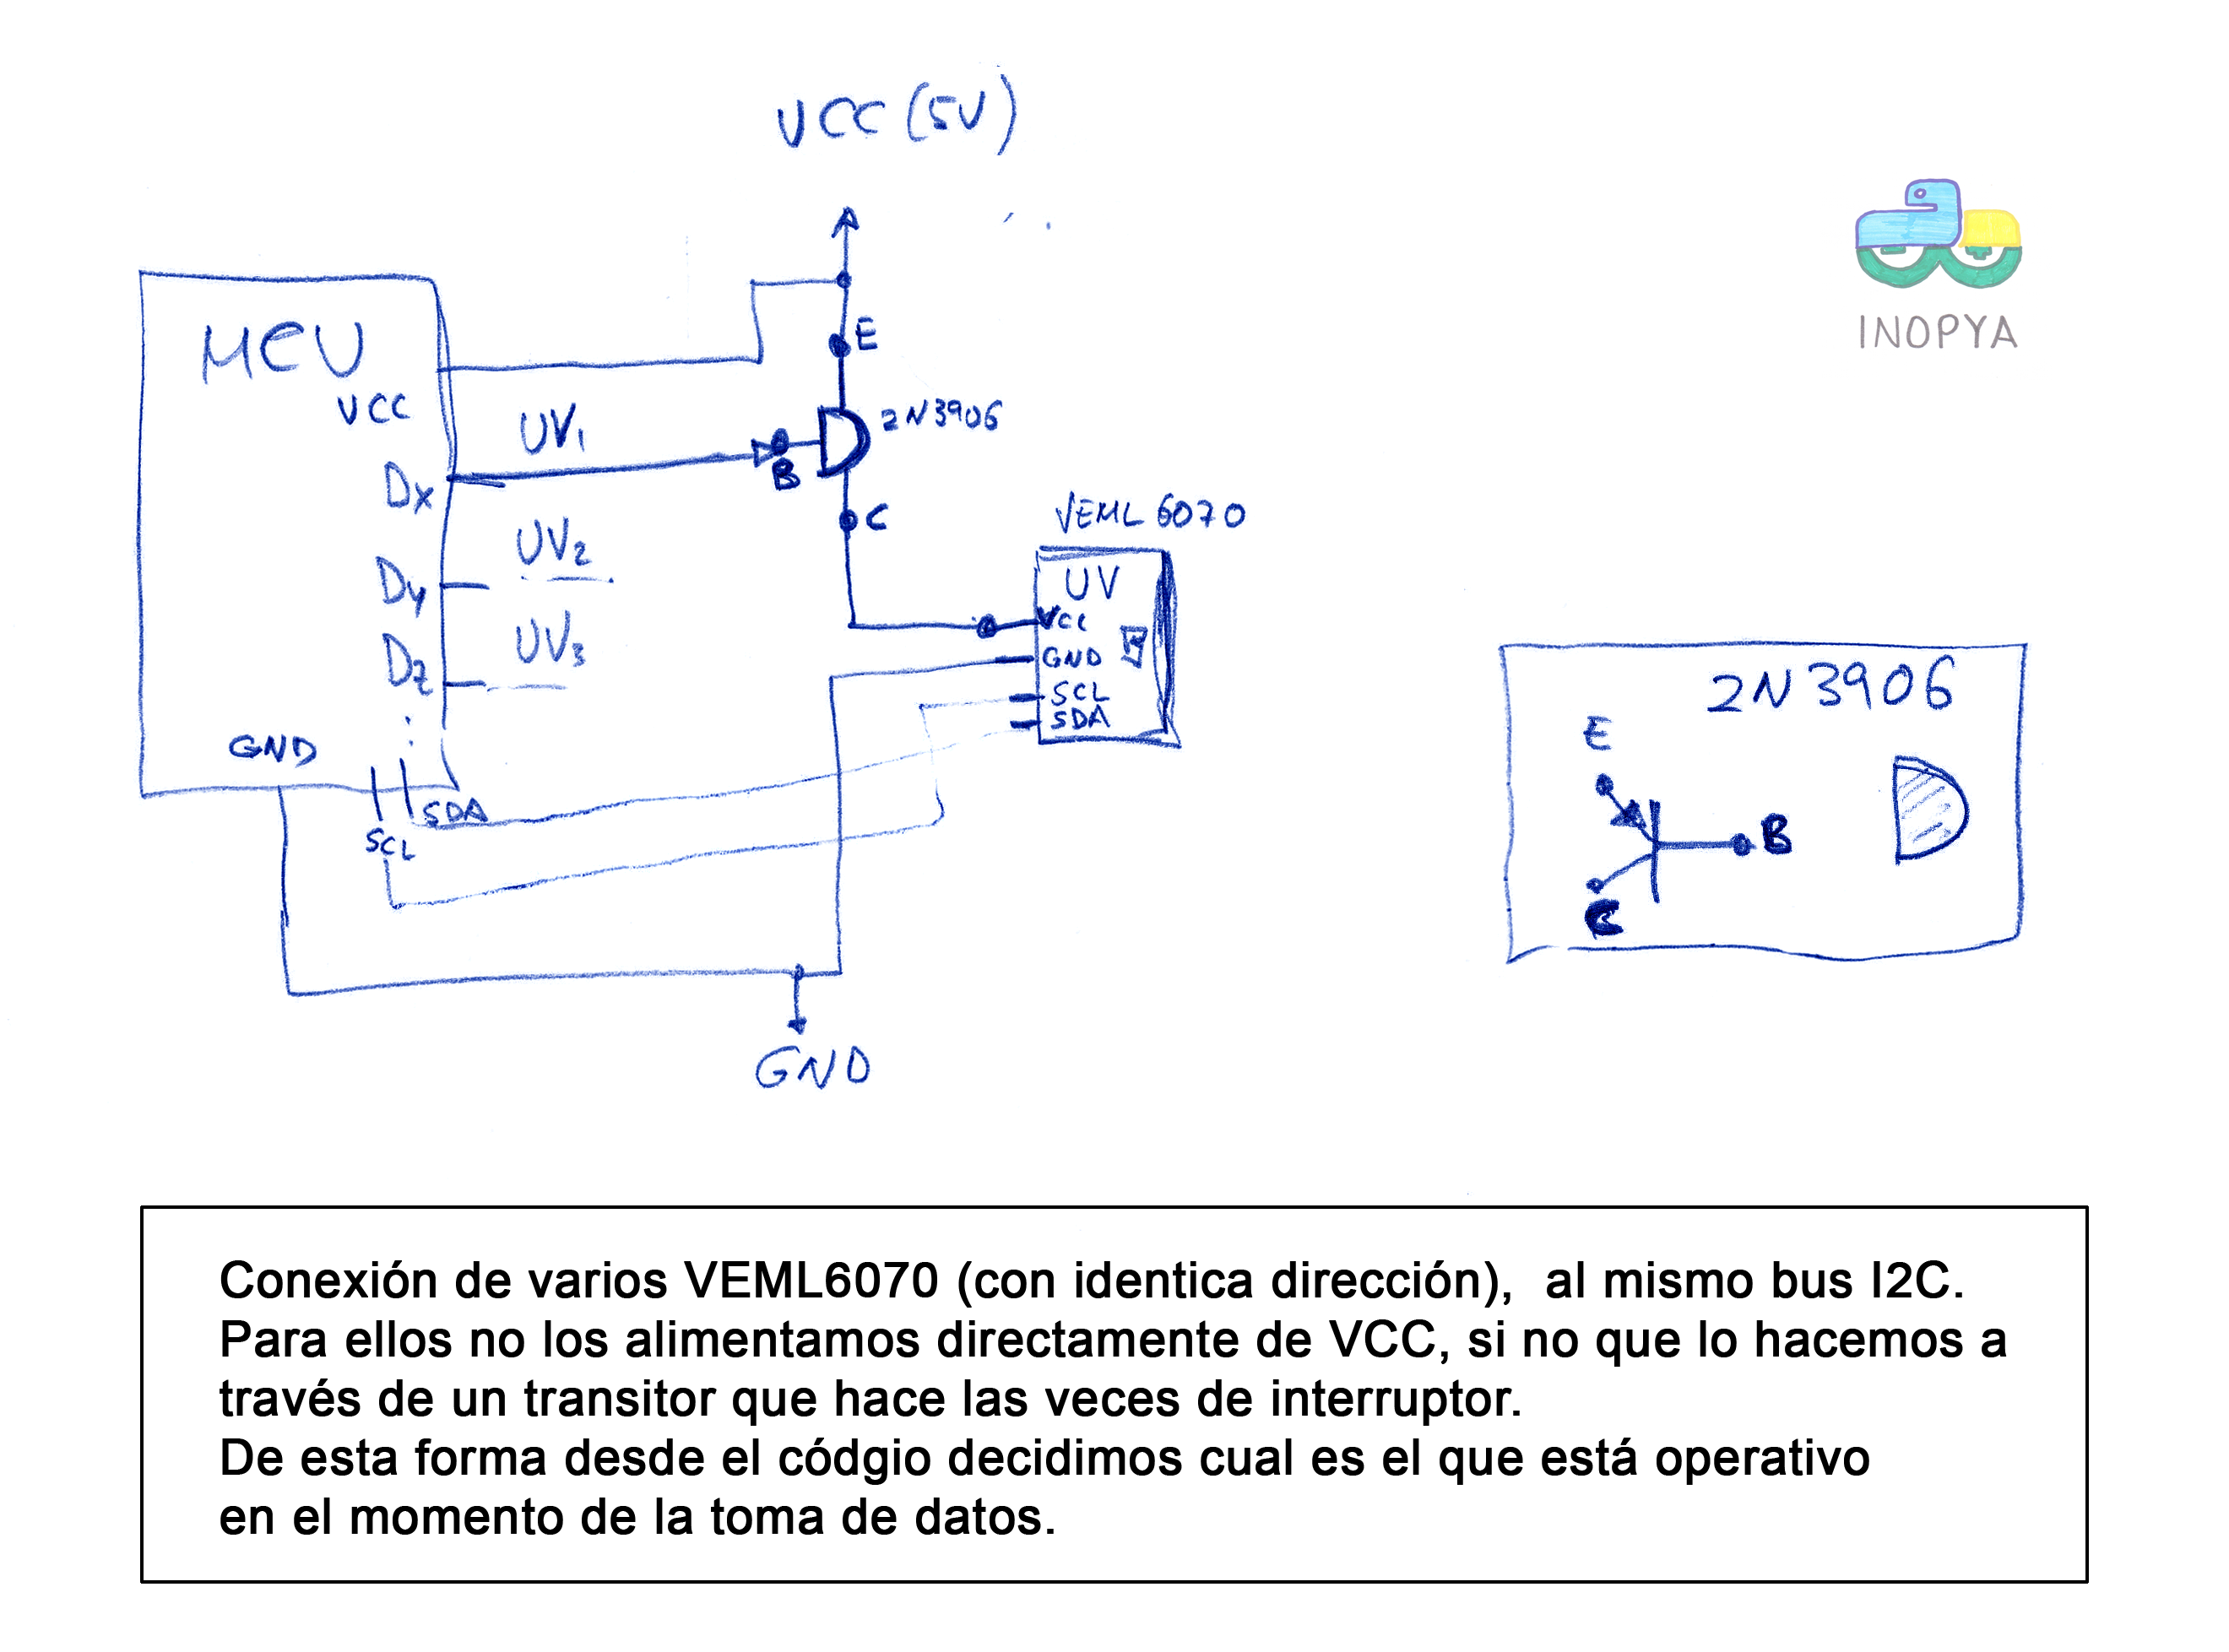 VCC (5V)
INOPYA
MCU
VCC
E
2N3906
UV1
B
Dx
C
VEML 6070
UV2
UV
Dy
VCC
UV3
GND
Dz
SCL
SDA
GND
SDA
SCL
GND
2N3906
E
B
C
Conexión de varios VEML6070 (con identica dirección),  al mismo bus I2C.
Para ellos no los alimentamos directamente de VCC, si no que lo hacemos a
través de un transitor que hace las veces de interruptor.
De esta forma desde el códgio decidimos cual es el que está operativo
en el momento de la toma de datos.